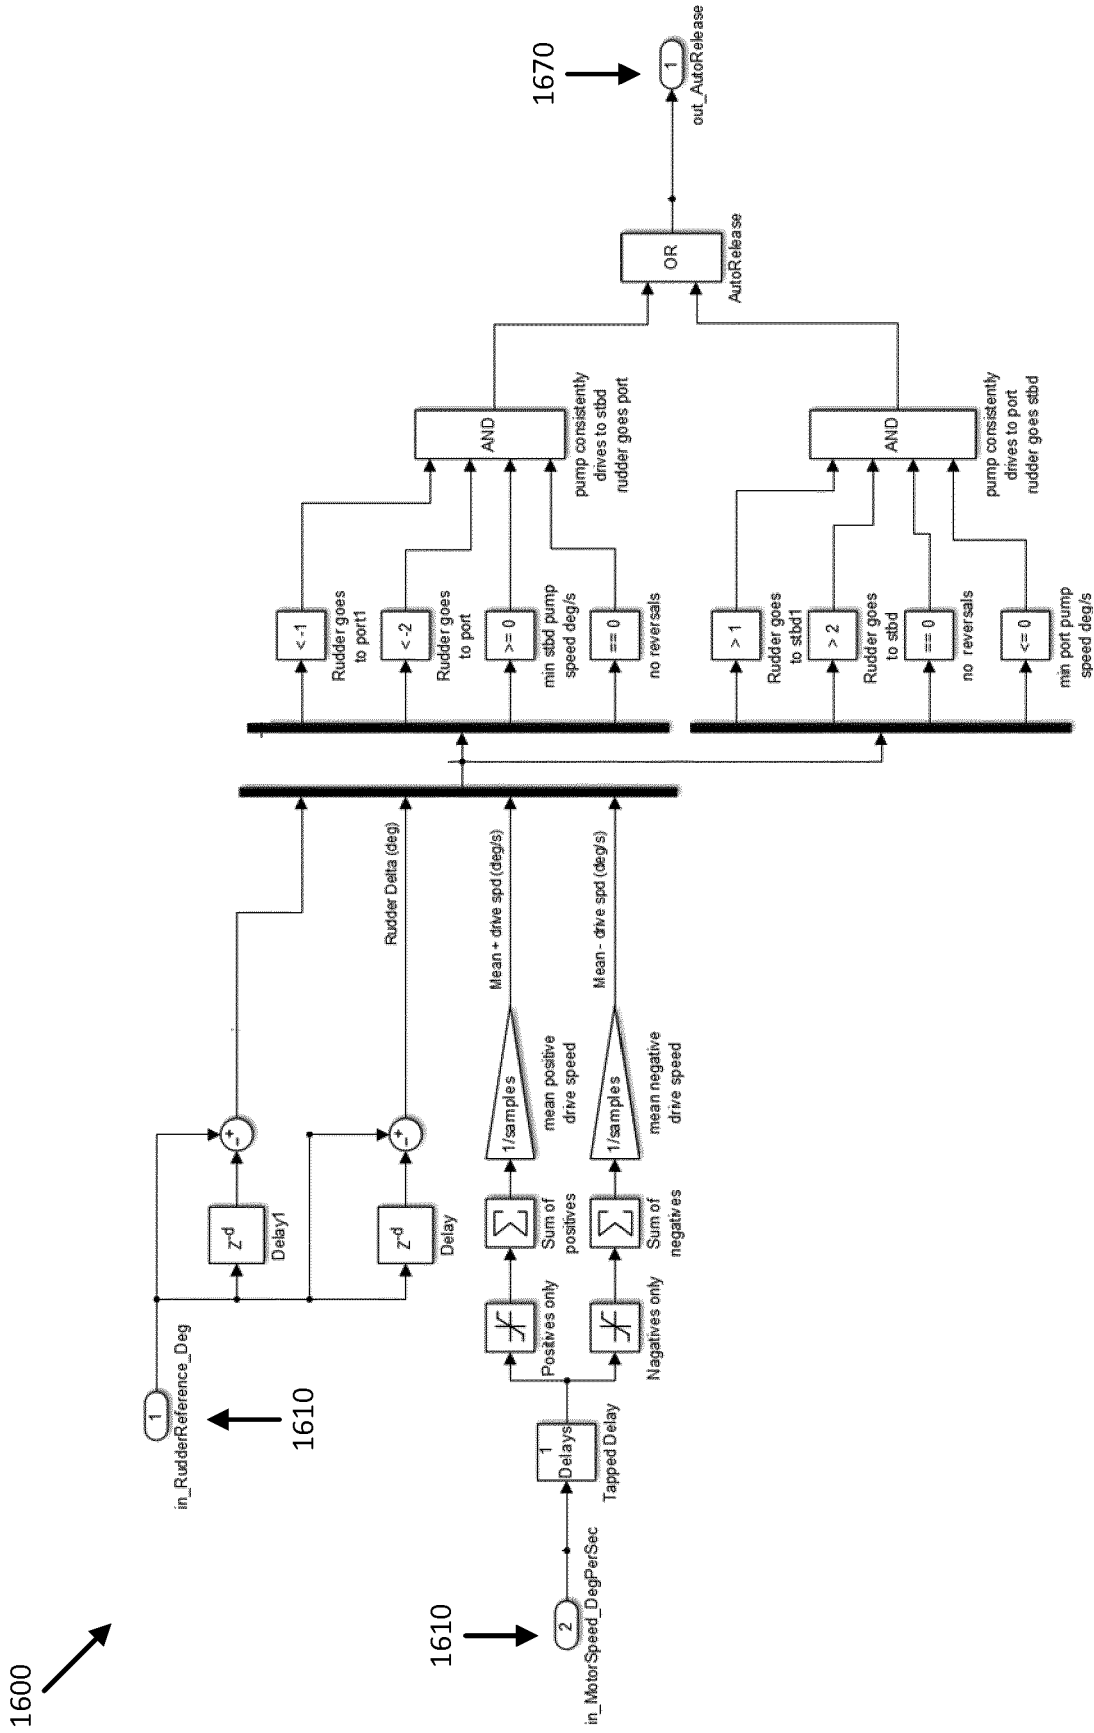 1600
1610
1
in_RudderReference_Deg
z-d
Delay1
z-d
Delay
- +
- +
Rudder Delta (deg)
1610
2
in_MotorSpeed_DegPerSec
1
Delays
Tapped Delay
Positives only
Sum of
positives
1/samples
mean positive
drive speed
Mean + drive spd (deg/s)
Nagatives only
Sum of
negatives
1/samples
mean negative
drive speed
Mean - drive spd (deg/s)
< -1
Rudder goes
to port1
< -2
Rudder goes
to port
>= 0
min stbd pump
speed deg/s
== 0
no reversals
AND
pump consistently
drives to stbd
rudder goes port
> 1
Rudder goes
to stbd1
> 2
Rudder goes
to stbd
== 0
no reversals
<= 0
min port pump
speed deg/s
AND
pump consistently
drives to port
rudder goes stbd
OR
AutoRelease
1670
1
out_AutoRelease